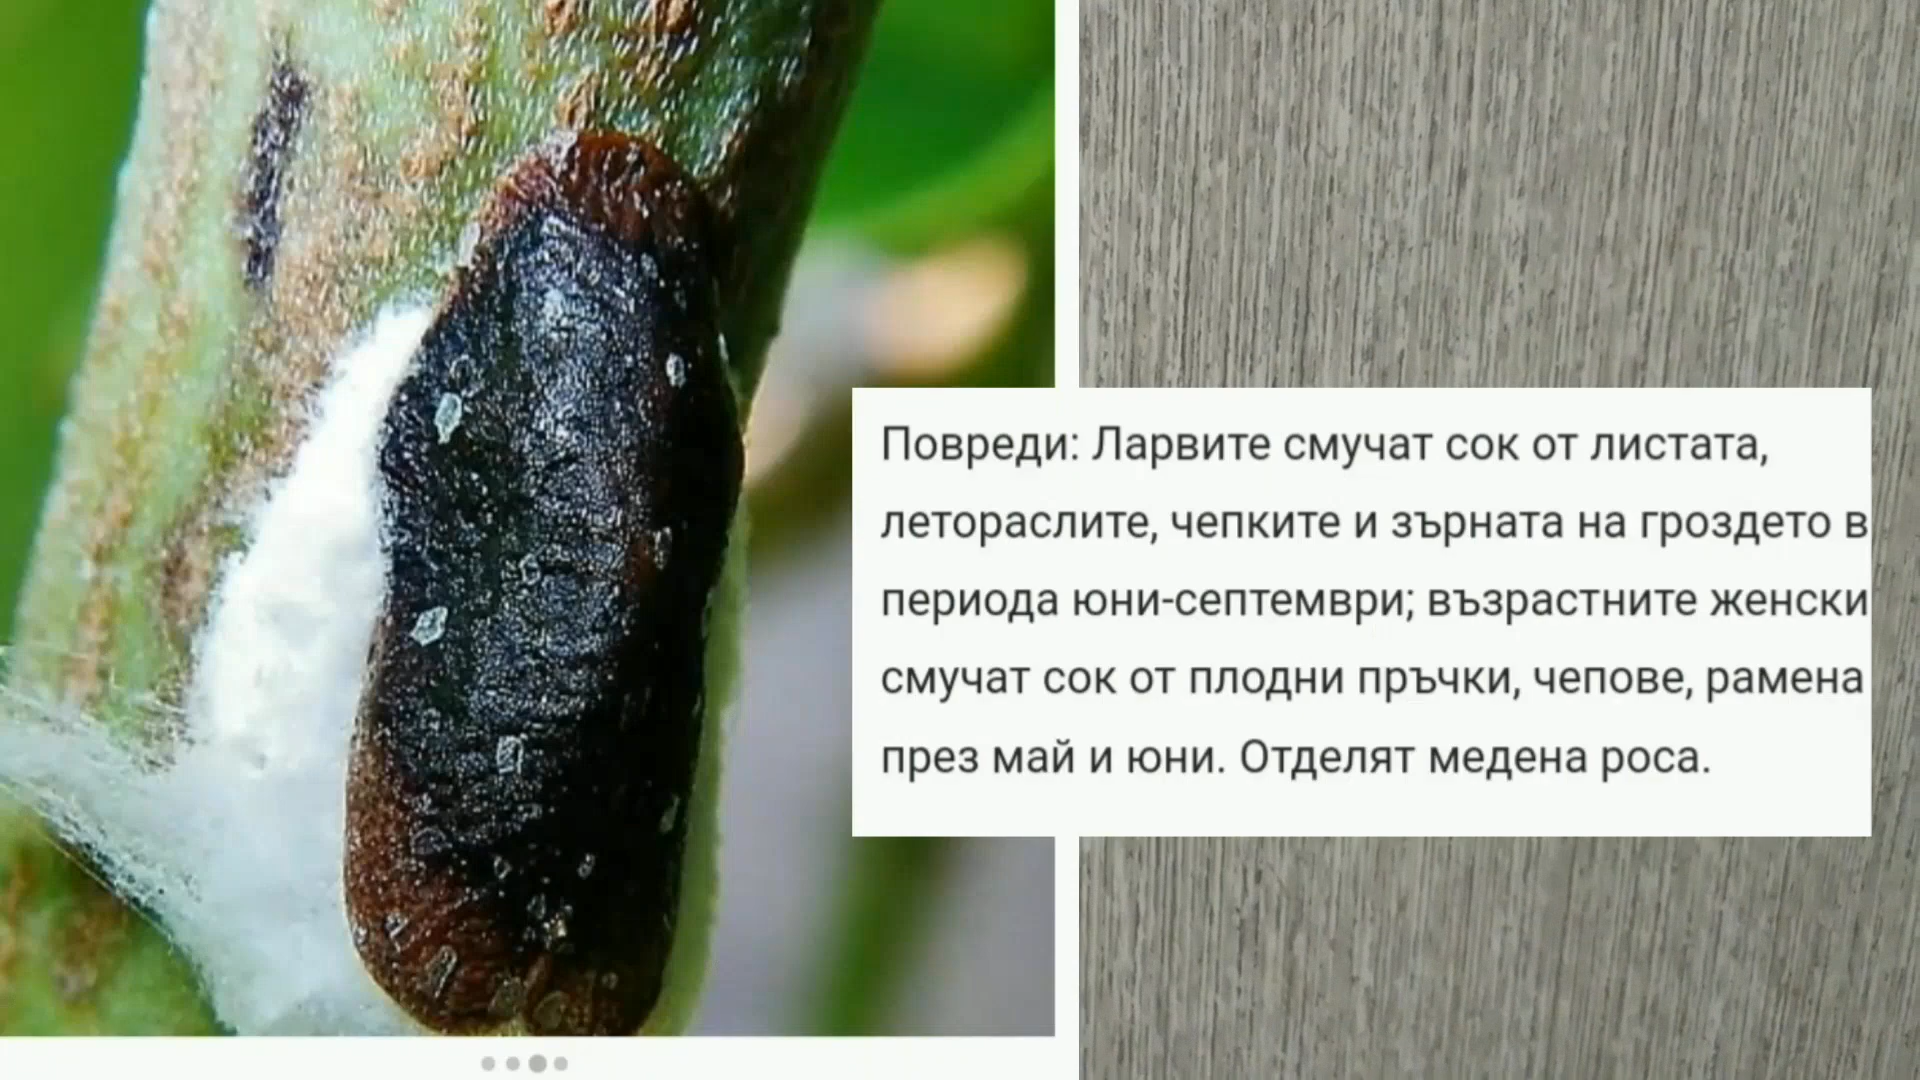 Повреди: Ларвите смучат сок от листата,
летораслите, чепките и зърната на гроздето в
периода юни-септември; възрастните женски
смучат сок от плодни пръчки, чепове, рамена
през май и юни. Отделят медена роса.